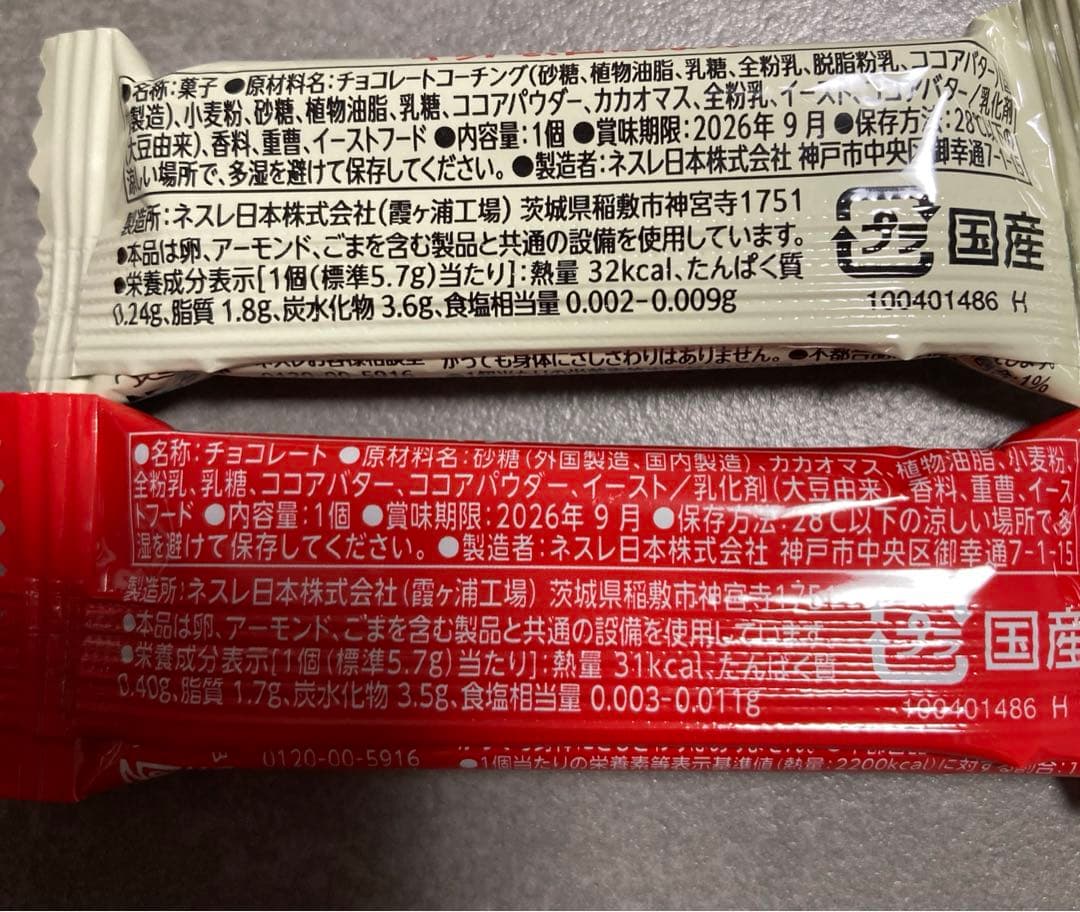 ●名称:菓子 ●原材料名:チョコレートコーチング(砂糖、植物油脂、乳糖、全粉乳、脱脂粉乳、ココアバター)(国
製造)、小麦粉、砂糖、植物油脂、乳糖、ココアパウダー、カカオマス、全粉乳、イースト、ココアバター/乳化剤
(大豆由来)、香料、重曹、イーストフード ●内容量:1個 ●賞味期限:2026年 9月 ●保存方法:28℃以下の
涼しい場所で、多湿を避けて保存してください。 ●製造者:ネスレ日本株式会社 神戸市中央区御幸通7-1-15
製造所:ネスレ日本株式会社(霞ヶ浦工場) 茨城県稲敷市神宮寺1751
●本品は卵、アーモンド、ごまを含む製品と共通の設備を使用しています。
●栄養成分表示[1個(標準5.7g)当たり]:熱量 32kcal、たんぱく質
0.24g、脂質 1.8g、炭水化物 3.6g、食塩相当量 0.002-0.009g
プラ
国産
100401486 H
かっても身体にさしさわりはありません。
●名称:チョコレート ●原材料名:砂糖(外国製造、国内製造)、カカオマス、植物油脂、小麦粉、
全粉乳、乳糖、ココアバター、ココアパウダー、イースト/乳化剤(大豆由来)、香料、重曹、イース
トフード ●内容量:1個 ●賞味期限:2026年 9月 ●保存方法:28℃以下の涼しい場所で、多
湿を避けて保存してください。 ●製造者:ネスレ日本株式会社 神戸市中央区御幸通7-1-15
製造所:ネスレ日本株式会社(霞ヶ浦工場) 茨城県稲敷市神宮寺1751
●本品は卵、アーモンド、ごまを含む製品と共通の設備を使用しています。
●栄養成分表示[1個(標準5.7g)当たり]:熱量 31kcal、たんぱく質
0.40g、脂質 1.7g、炭水化物 3.5g、食塩相当量 0.003-0.011g
プラ
国産
100401486 H
0120-00-5916
●1個当たりの栄養素等表示基準値(熱量:2200kcal)に対する割合: